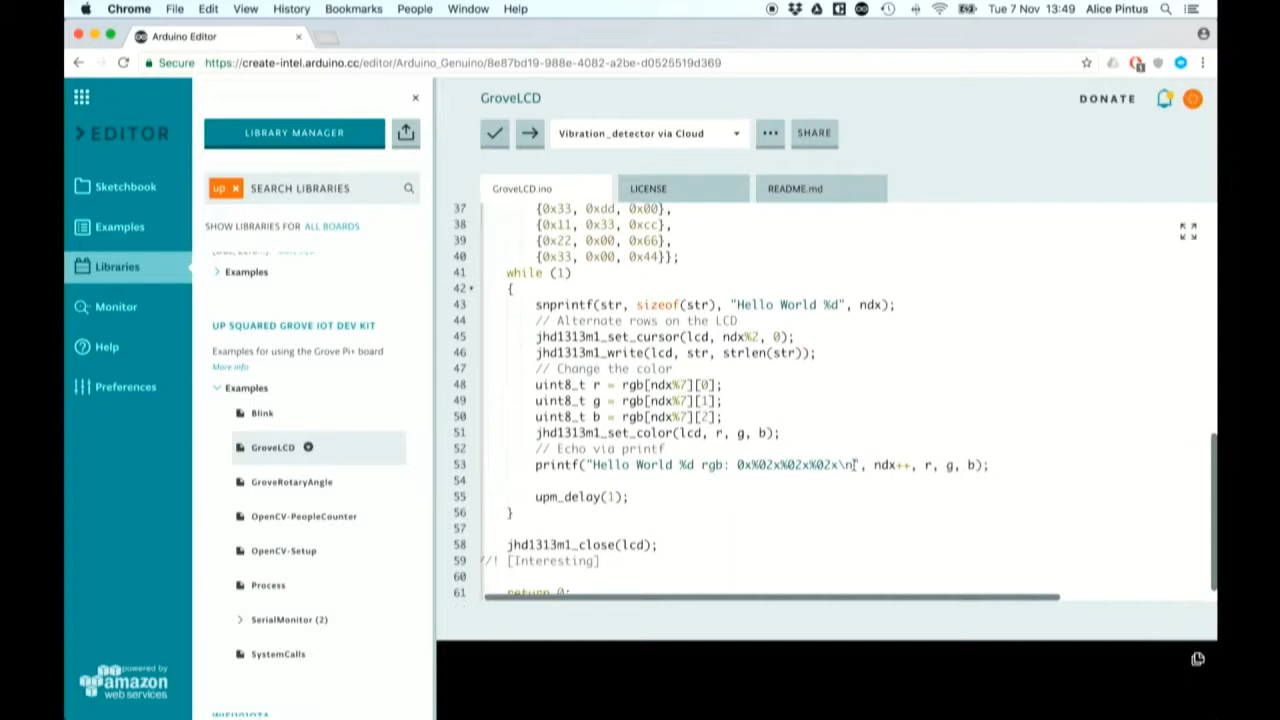 Chrome File Edit View History Bookmarks People Window Help
Tue 7 Nov 13:49 Alice Pintus
Arduino Editor
Secure https://create-intel.arduino.cc/editor/Arduino_Genuino/8e87bd19-988e-4082-a2be-d0525519d369
EDITOR
Sketchbook
Examples
Libraries
Monitor
Help
Preferences
powered by
amazon
web services
LIBRARY MANAGER
up × SEARCH LIBRARIES
SHOW LIBRARIES FOR ALL BOARDS
Examples
UP SQUARED GROVE IOT DEV KIT
Examples for using the Grove Pi+ board
More info
Examples
Blink
GroveLCD
GroveRotaryAngle
OpenCV-PeopleCounter
OpenCV-Setup
Process
SerialMonitor (2)
SystemCalls
GroveLCD
DONATE
Vibration_detector via Cloud
SHARE
GroveLCD.ino LICENSE README.md
37 {0x33, 0xdd, 0x00},
38 {0x11, 0x33, 0xcc},
39 {0x22, 0x00, 0x66},
40 {0x33, 0x00, 0x44}};
41 while (1)
42 {
43 snprintf(str, sizeof(str), "Hello World %d", ndx);
44 // Alternate rows on the LCD
45 jhd1313m1_set_cursor(lcd, ndx%2, 0);
46 jhd1313m1_write(lcd, str, strlen(str));
47 // Change the color
48 uint8_t r = rgb[ndx%7][0];
49 uint8_t g = rgb[ndx%7][1];
50 uint8_t b = rgb[ndx%7][2];
51 jhd1313m1_set_color(lcd, r, g, b);
52 // Echo via printf
53 printf("Hello World %d rgb: 0x%02x%02x%02x\n", ndx++, r, g, b);
54
55 upm_delay(1);
56 }
57
58 jhd1313m1_close(lcd);
59 //! [Interesting]
60
61 return 0;